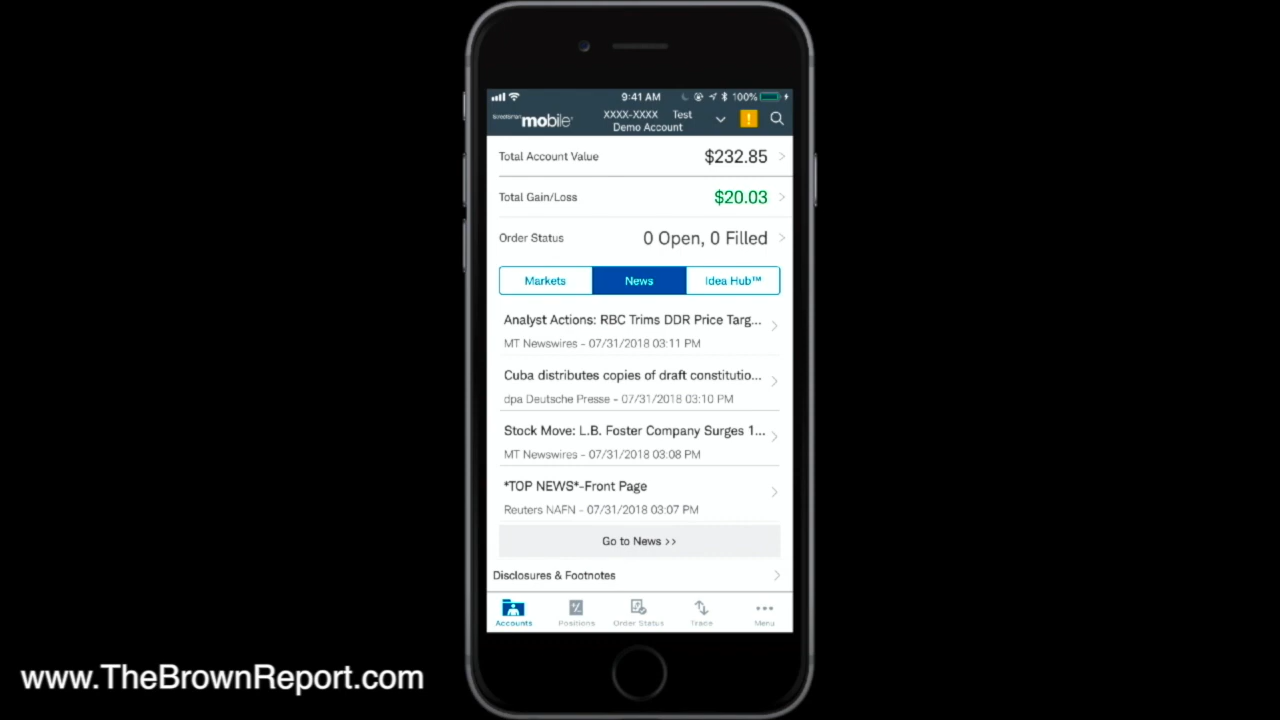 9:41 AM 100%
mobile XXXX-XXXX Test
Demo Account
Total Account Value $232.85
Total Gain/Loss $20.03
Order Status 0 Open, 0 Filled
Markets News Idea Hub™
Analyst Actions: RBC Trims DDR Price Targ...
MT Newswires - 07/31/2018 03:11 PM
Cuba distributes copies of draft constitutio...
dpa Deutsche Presse - 07/31/2018 03:10 PM
Stock Move: L.B. Foster Company Surges 1...
MT Newswires - 07/31/2018 03:08 PM
*TOP NEWS*-Front Page
Reuters NAFN - 07/31/2018 03:07 PM
Go to News >>
Disclosures & Footnotes
Accounts Positions Order Status Trade Menu
www.TheBrownReport.com